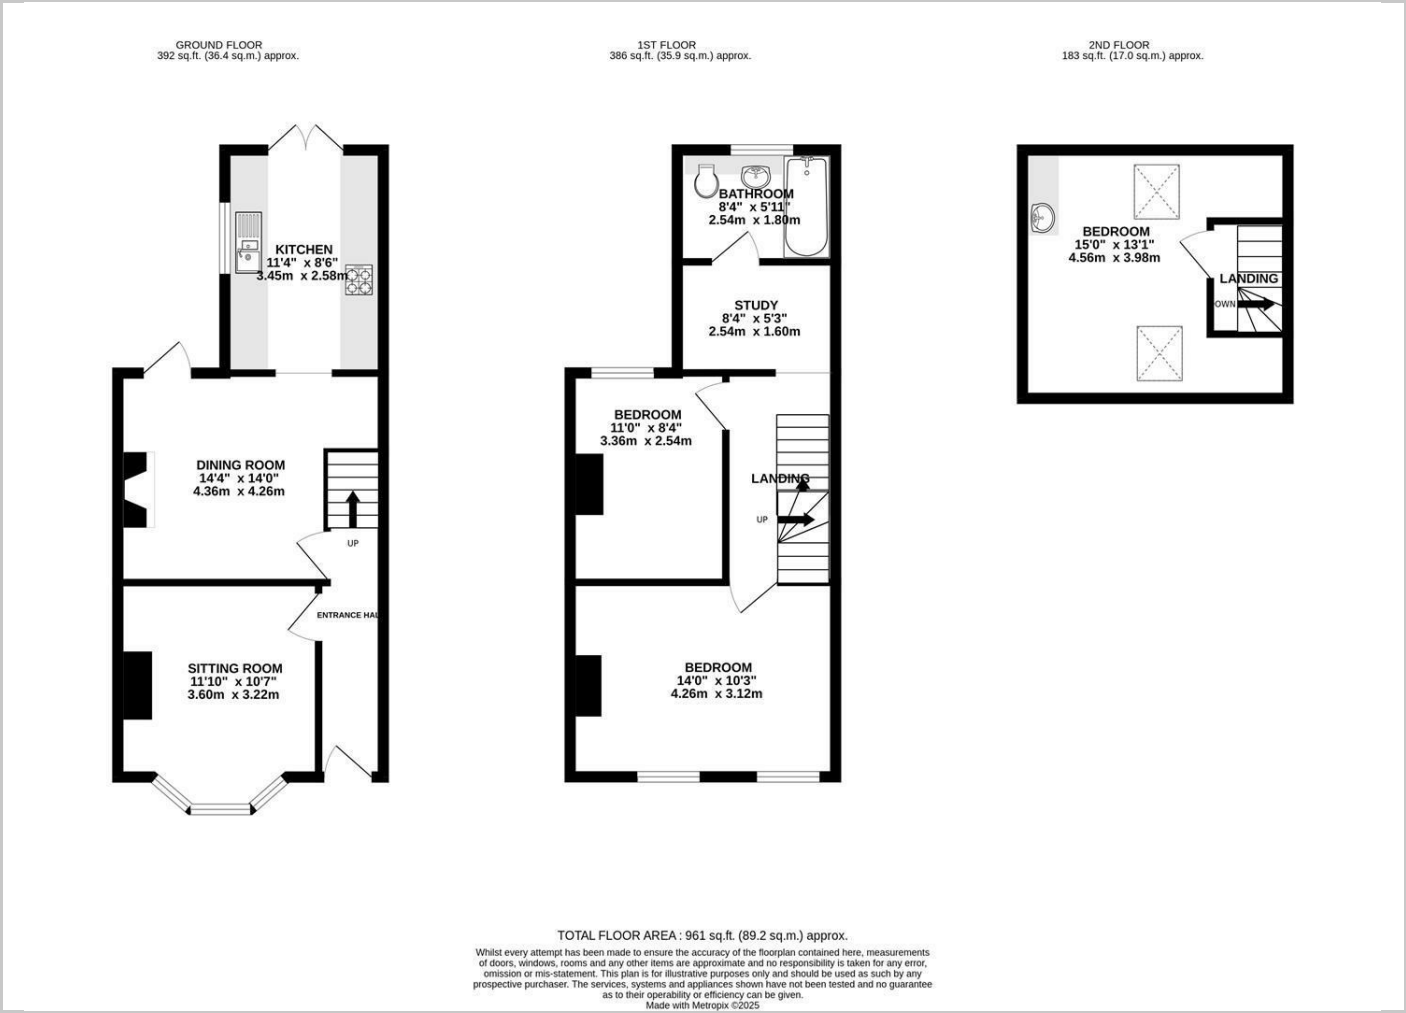 GROUND FLOOR
392 sq.ft. (36.4 sq.m.) approx.
1ST FLOOR
386 sq.ft. (35.9 sq.m.) approx.
2ND FLOOR
183 sq.ft. (17.0 sq.m.) approx.
KITCHEN
11'4" x 8'6"
3.45m x 2.58m
DINING ROOM
14'4" x 14'0"
4.36m x 4.26m
UP
ENTRANCE HAL
SITTING ROOM
11'10" x 10'7"
3.60m x 3.22m
BATHROOM
8'4" x 5'11"
2.54m x 1.80m
STUDY
8'4" x 5'3"
2.54m x 1.60m
BEDROOM
11'0" x 8'4"
3.36m x 2.54m
LANDING
UP
BEDROOM
14'0" x 10'3"
4.26m x 3.12m
BEDROOM
15'0" x 13'1"
4.56m x 3.98m
LANDING
OWN
TOTAL FLOOR AREA : 961 sq.ft. (89.2 sq.m.) approx.
Whilst every attempt has been made to ensure the accuracy of the floorplan contained here, measurements
of doors, windows, rooms and any other items are approximate and no responsibility is taken for any error,
omission or mis-statement. This plan is for illustrative purposes only and should be used as such by any
prospective purchaser. The services, systems and appliances shown have not been tested and no guarantee
as to their operability or efficiency can be given.
Made with Metropix ©2025